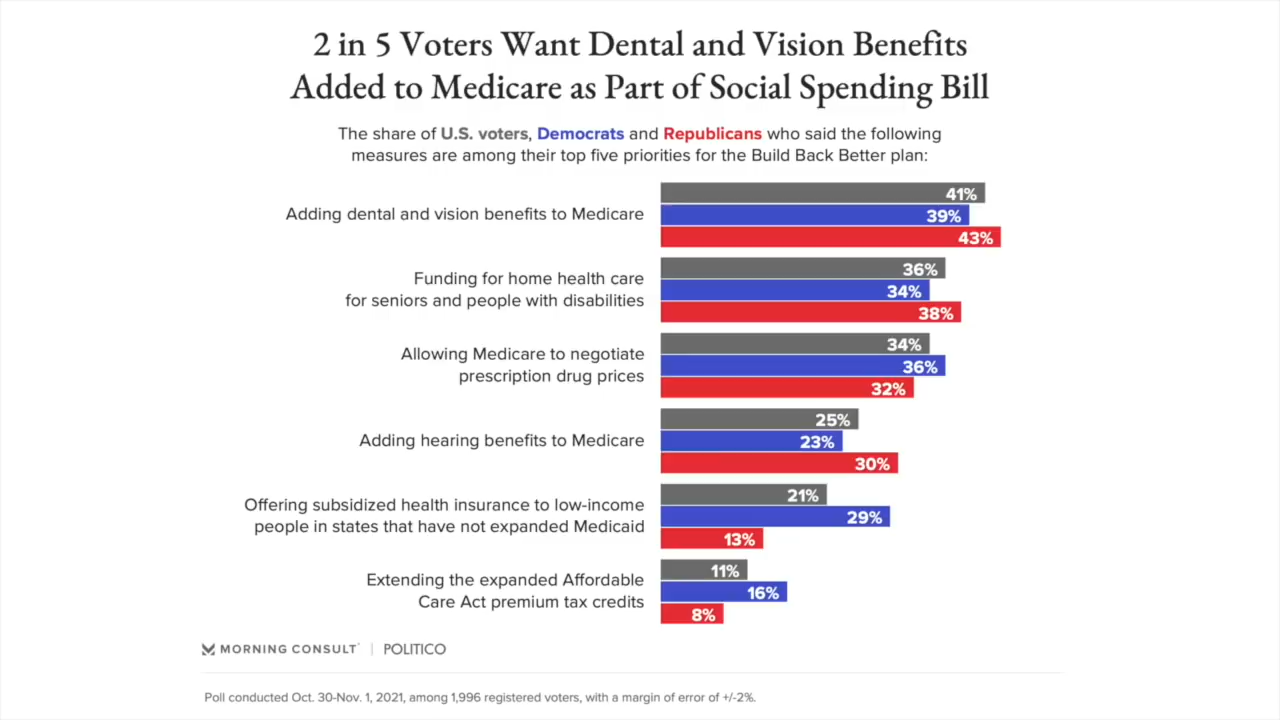 2 in 5 Voters Want Dental and Vision Benefits
Added to Medicare as Part of Social Spending Bill
The share of U.S. voters, Democrats and Republicans who said the following
measures are among their top five priorities for the Build Back Better plan:
Adding dental and vision benefits to Medicare
41%
39%
43%
Funding for home health care
for seniors and people with disabilities
36%
34%
38%
Allowing Medicare to negotiate
prescription drug prices
34%
36%
32%
Adding hearing benefits to Medicare
25%
23%
30%
Offering subsidized health insurance to low-income
people in states that have not expanded Medicaid
21%
29%
13%
Extending the expanded Affordable
Care Act premium tax credits
11%
16%
8%
MORNING CONSULT | POLITICO
Poll conducted Oct. 30-Nov. 1, 2021, among 1,996 registered voters, with a margin of error of +/-2%.